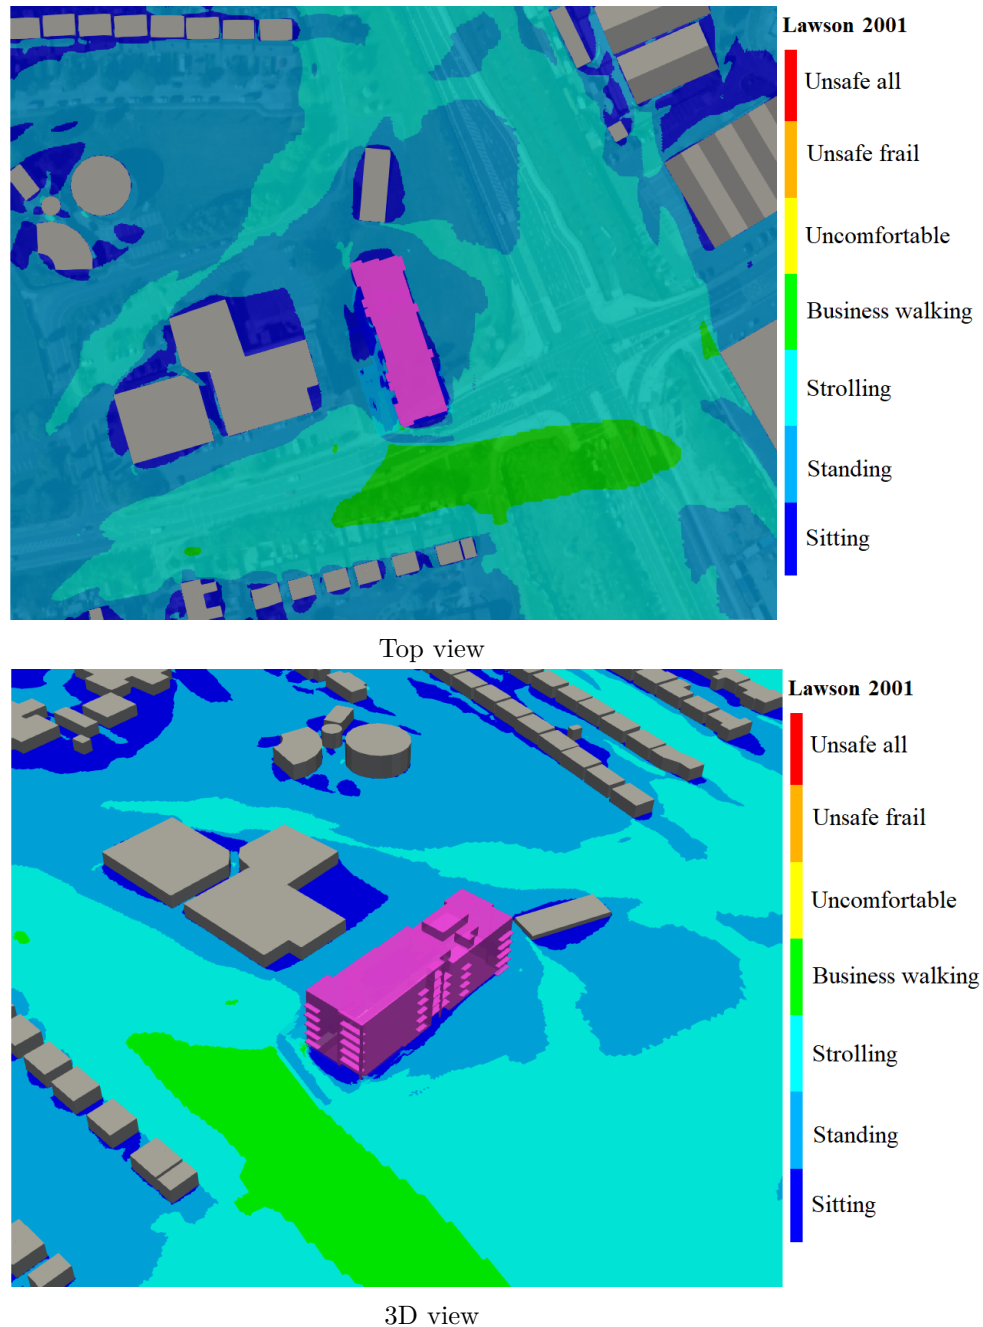 Lawson 2001
Unsafe all
Unsafe frail
Uncomfortable
Business walking
Strolling
Standing
Sitting
Top view
Lawson 2001
Unsafe all
Unsafe frail
Uncomfortable
Business walking
Strolling
Standing
Sitting
3D view